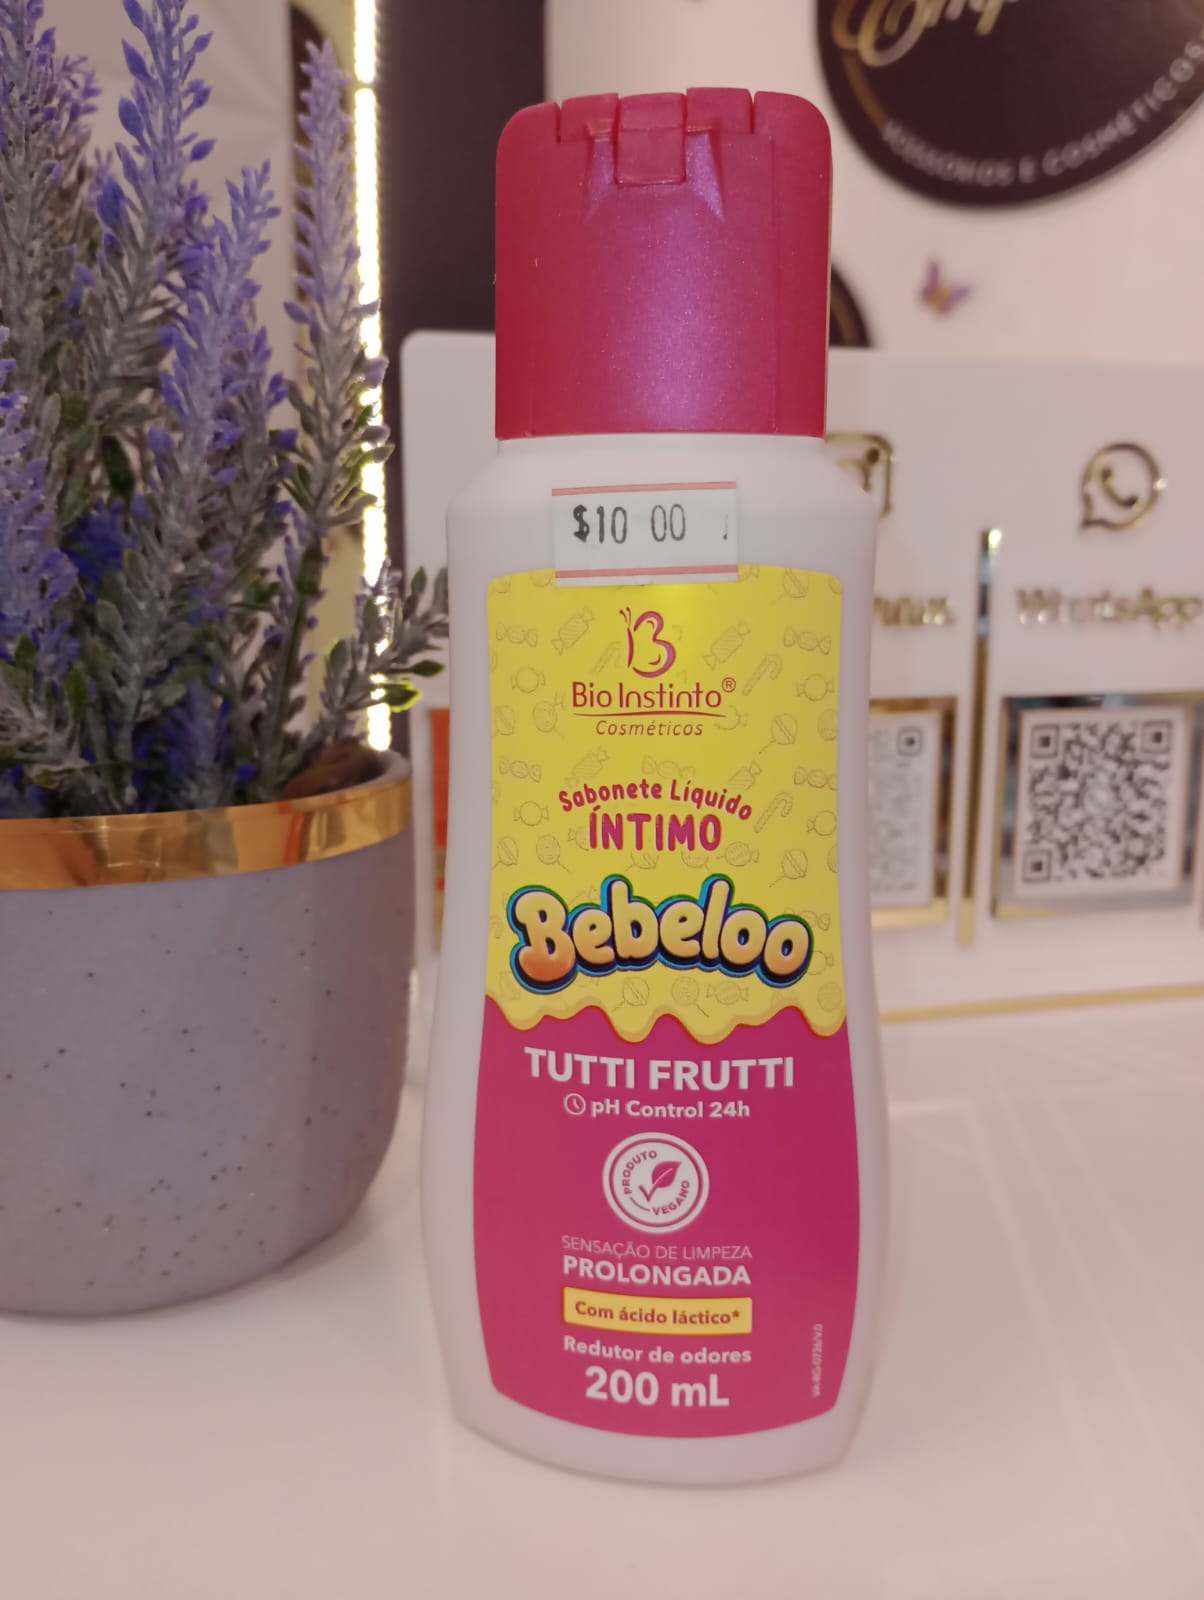 COSMÉTICOS
$10 00
WhatsApp
Bio Instinto®
Cosméticos
Sabonete Líquido
ÍNTIMO
Bebeloo
TUTTI FRUTTI
pH Control 24h
PRODUTO
VEGANO
SENSAÇÃO DE LIMPEZA
PROLONGADA
Com ácido láctico*
Redutor de odores
200 mL